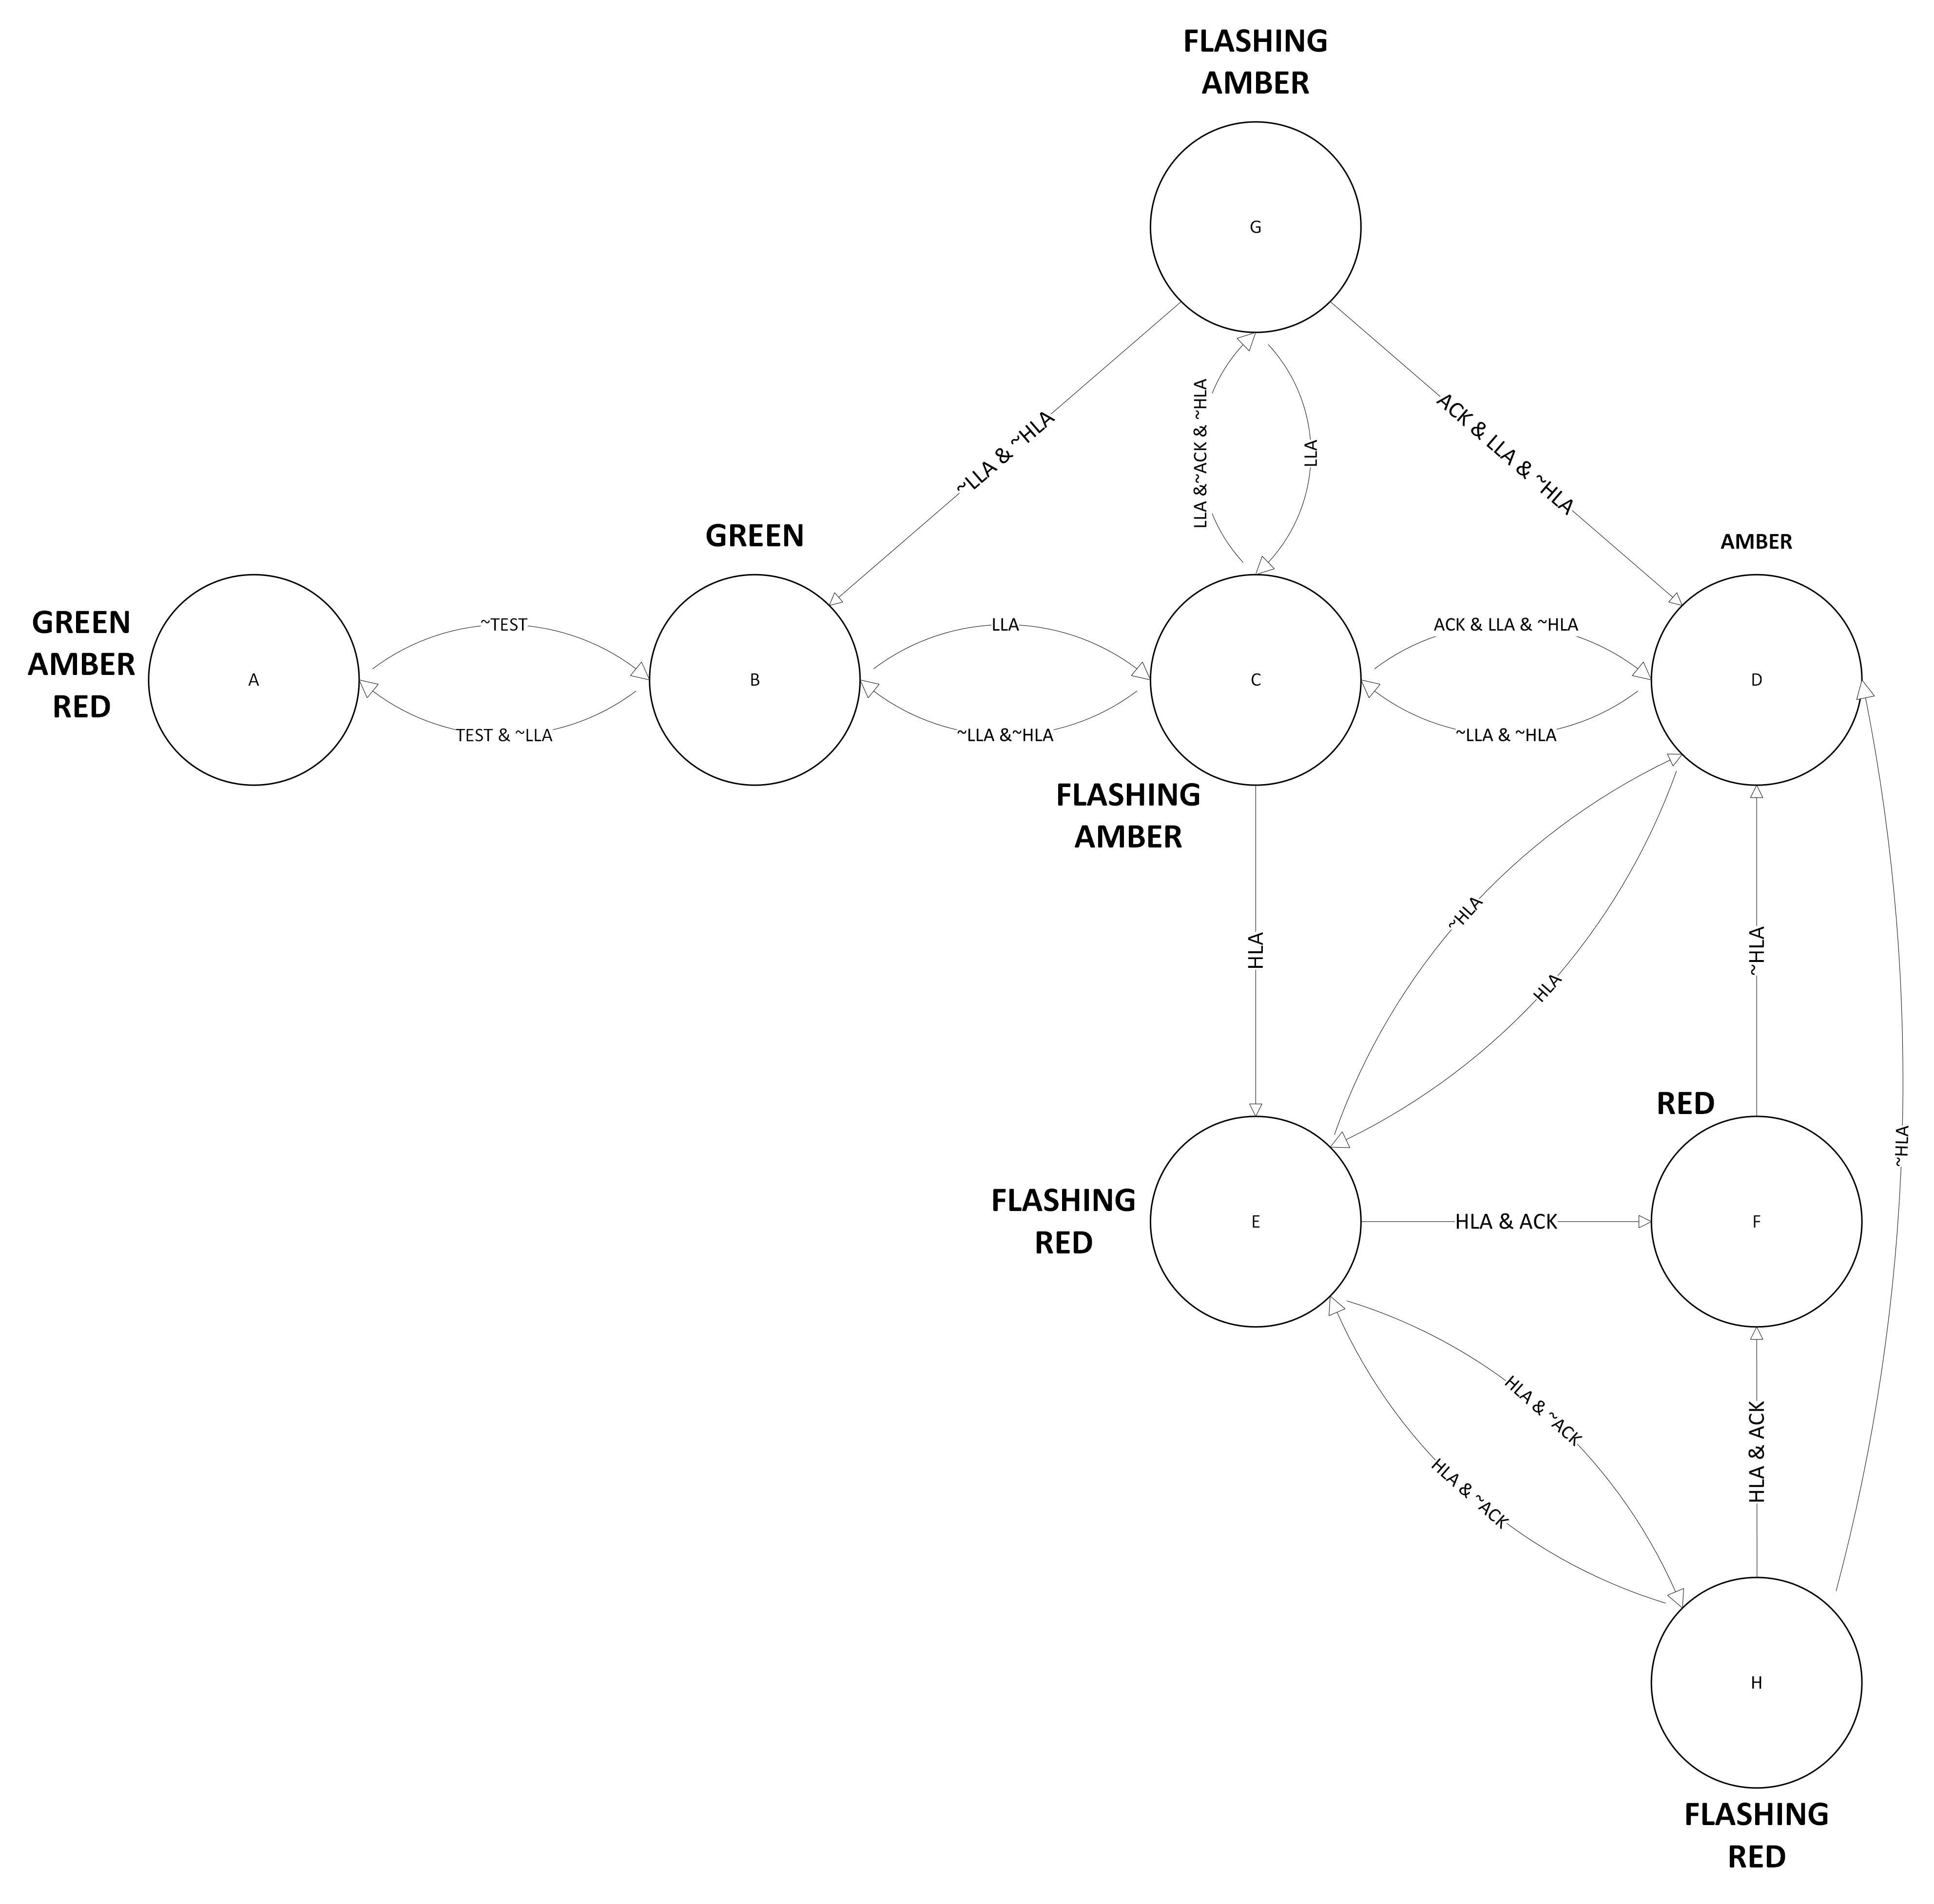 FLASHING
AMBER
G
LLA &~ACK & ~HLA
LLA
~LLA & ~HLA
ACK & LLA & ~HLA
GREEN
AMBER
GREEN
AMBER
RED
~TEST
LLA
ACK & LLA & ~HLA
A
B
C
D
TEST & ~LLA
~LLA &~HLA
~LLA & ~HLA
FLASHING
AMBER
HLA
~HLA
HLA
~HLA
~HLA
RED
FLASHING
RED
E
HLA & ACK
F
HLA & ~ACK
HLA & ~ACK
HLA & ACK
H
FLASHING
RED